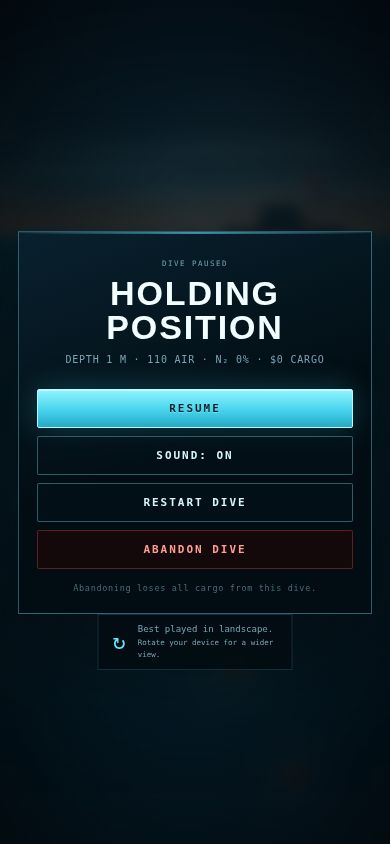 DIVE PAUSED
HOLDING
POSITION
DEPTH 1 M · 110 AIR · N₂ 0% · $0 CARGO
RESUME
SOUND: ON
RESTART DIVE
ABANDON DIVE
Abandoning loses all cargo from this dive.
↻ Best played in landscape.
Rotate your device for a wider
view.